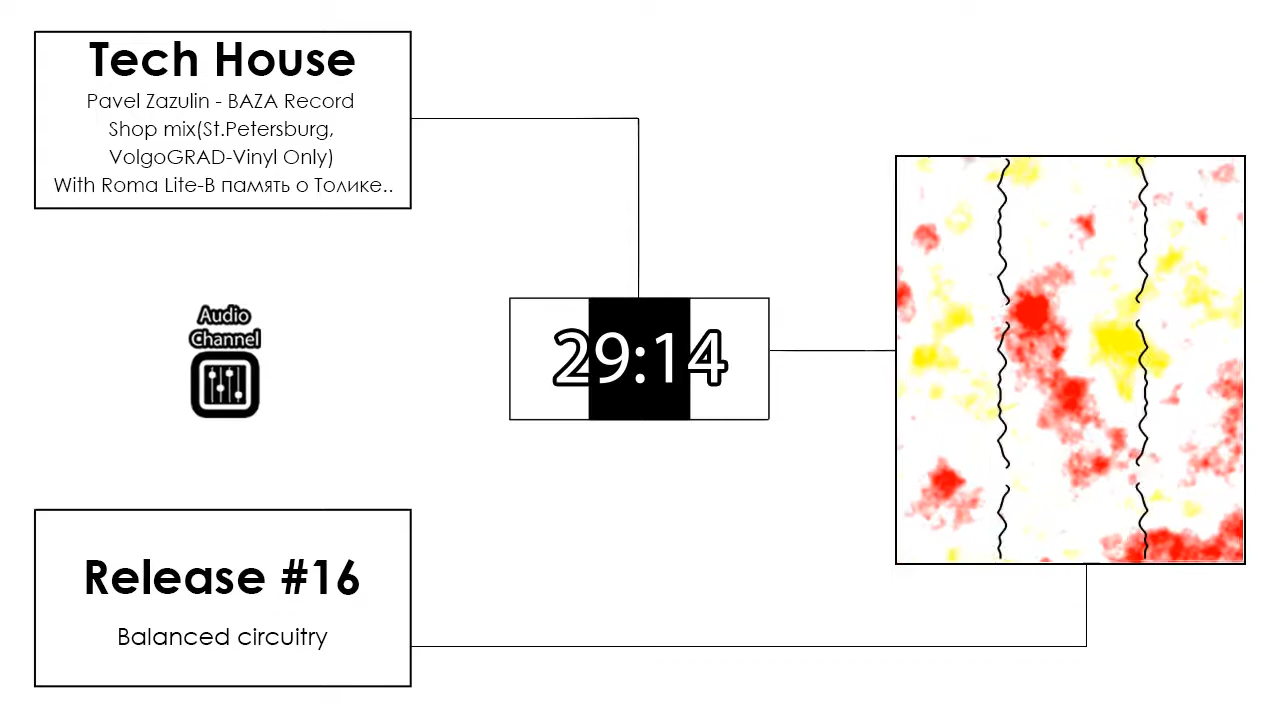 Tech House
Pavel Zazulin - BAZA Record
Shop mix(St.Petersburg,
VolgoGRAD-Vinyl Only)
With Roma Lite-В память о Толике..
Audio
Channel
29:14
Release #16
Balanced circuitry